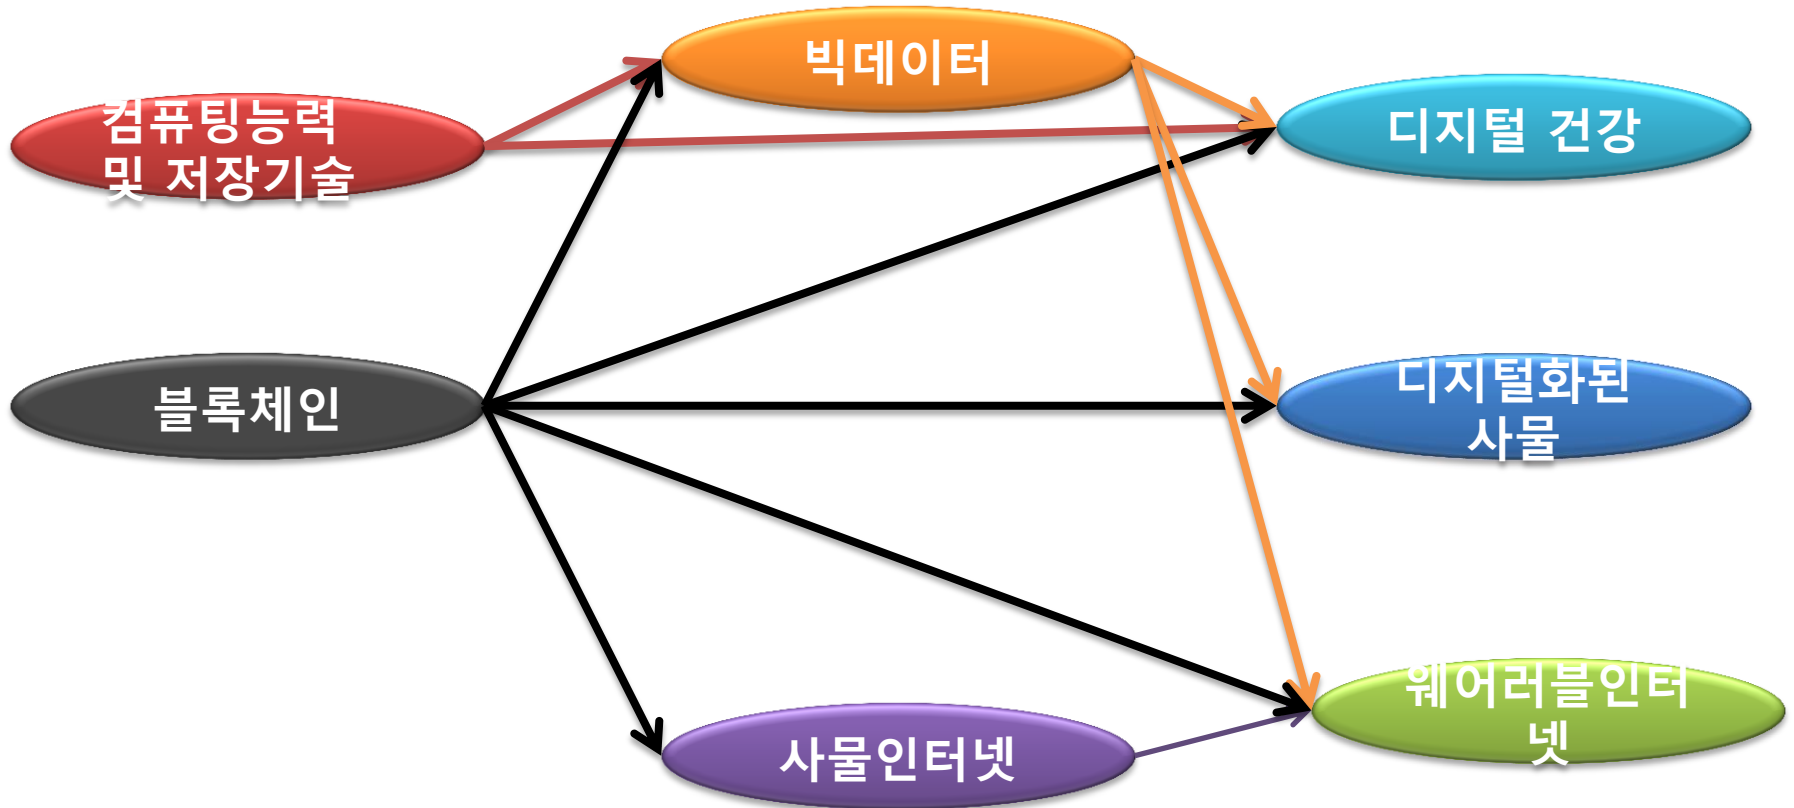 빅데이터
컴퓨팅능력
및 저장기술
디지털 건강
블록체인
디지털화된
사물
사물인터넷
웨어러블인터
넷